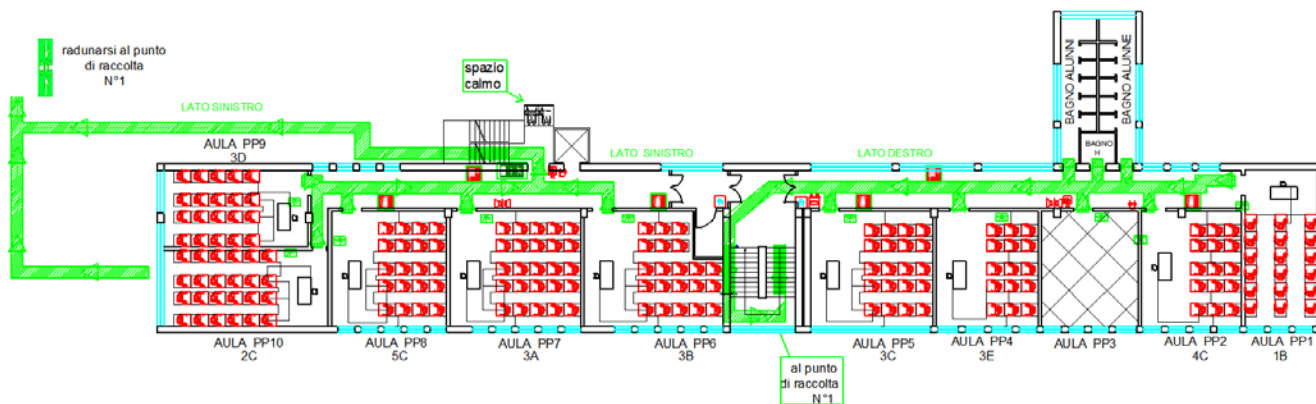 radunarsi al punto
di raccolta
N°1
spazio
calmo
LATO SINISTRO
BAGNO ALUNNI
BAGNO ALUNNE
BAGNO
H
AULA PP9
3D
LATO SINISTRO
LATO DESTRO
AULA PP10
2C
AULA PP8
5C
AULA PP7
3A
AULA PP6
3B
AULA PP5
3C
AULA PP4
3E
AULA PP3
AULA PP2
4C
AULA PP1
1B
al punto
di raccolta
N°1